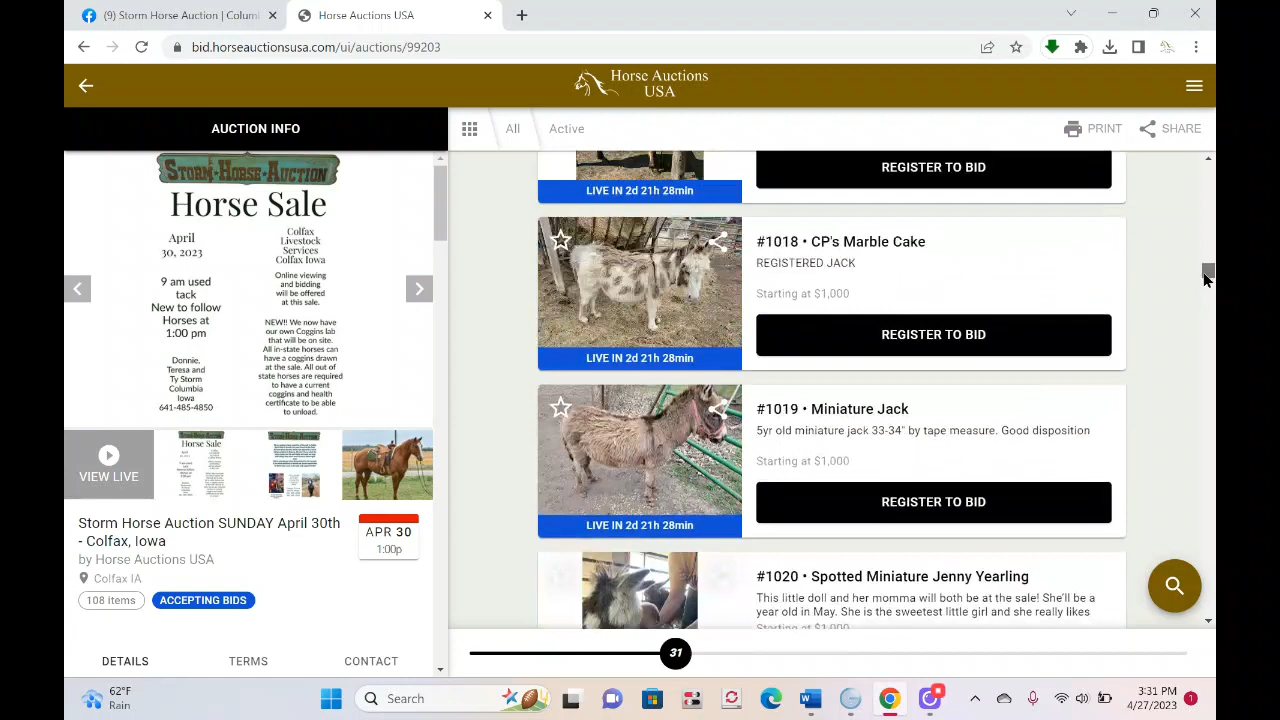 (9) Storm Horse Auction | Colum
Horse Auctions USA
bid.horseauctionsusa.com/ui/auctions/99203
Horse Auctions
USA
AUCTION INFO
All
Active
PRINT
SHARE
STORM-HORSE-AUCTION
Horse Sale
April
30, 2023
9 am used
tack
New to follow
Horses at
1:00 pm
Donnie,
Teresa and
Ty Storm
Columbia
Iowa
641-485-4850
Colfax
Livestock
Services
Colfax Iowa
Online viewing
and bidding
will be offered
at this sale.
NEW!! We now have
our own Coggins lab
that will be on site.
All in-state horses can
have a coggins drawn
at the sale. All out of
state horses are required
to have a current
coggins and health
certificate to be able
to unload.
VIEW LIVE
Horse Sale
Storm Horse Auction SUNDAY April 30th
- Colfax, Iowa
by Horse Auctions USA
Colfax IA
108 items
ACCEPTING BIDS
APR 30
1:00p
DETAILS
TERMS
CONTACT
LIVE IN 2d 21h 28min
REGISTER TO BID
#1018 • CP's Marble Cake
REGISTERED JACK
Starting at $1,000
REGISTER TO BID
LIVE IN 2d 21h 28min
#1019 • Miniature Jack
5yr old miniature jack 33-34" by tape measure. Good disposition
Starting at $1,000
REGISTER TO BID
LIVE IN 2d 21h 28min
#1020 • Spotted Miniature Jenny Yearling
This little doll and her mamma will both be at the sale! She'll be a
year old in May. She is the sweetest little girl and she really likes
Starting at $1,000
31
62°F
Rain
Search
3:31 PM
4/27/2023
1